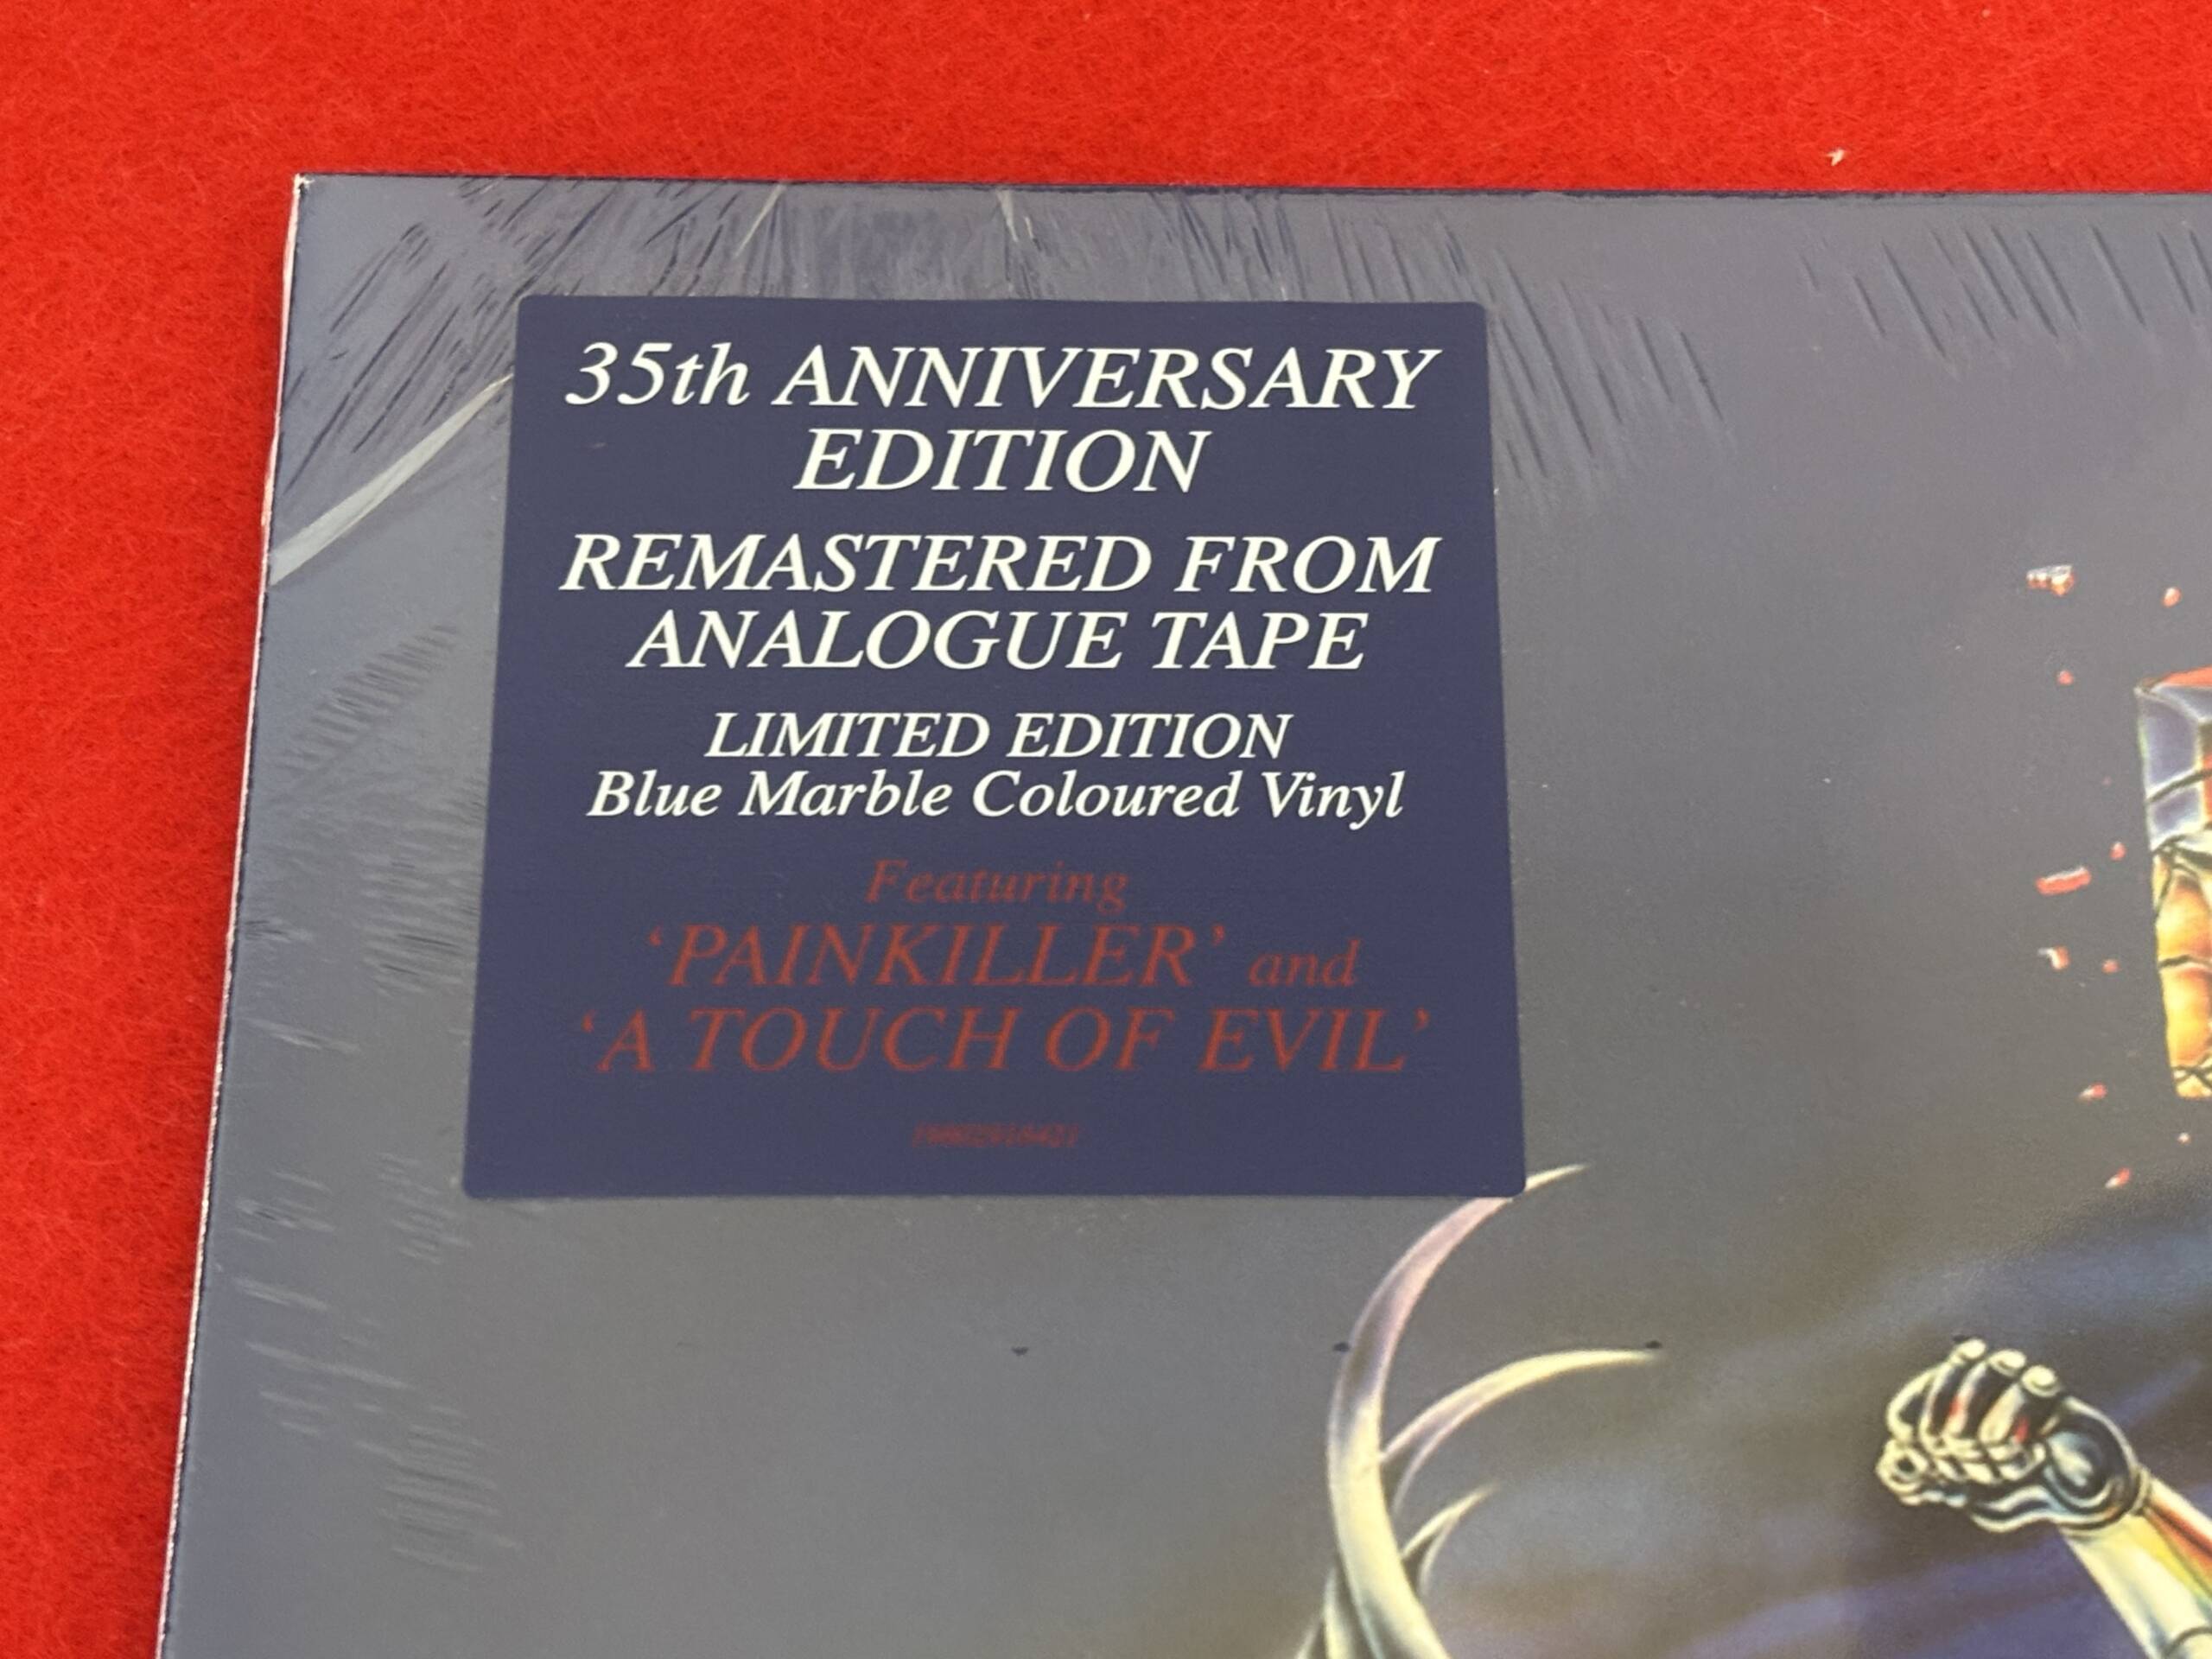 35th ANNIVERSARY
EDITION
REMASTERED FROM
ANALOGUE TAPE
LIMITED EDITION
Blue Marble Coloured Vinyl
Featuring
‘PAINKILLER’ and
‘A TOUCH OF EVIL’